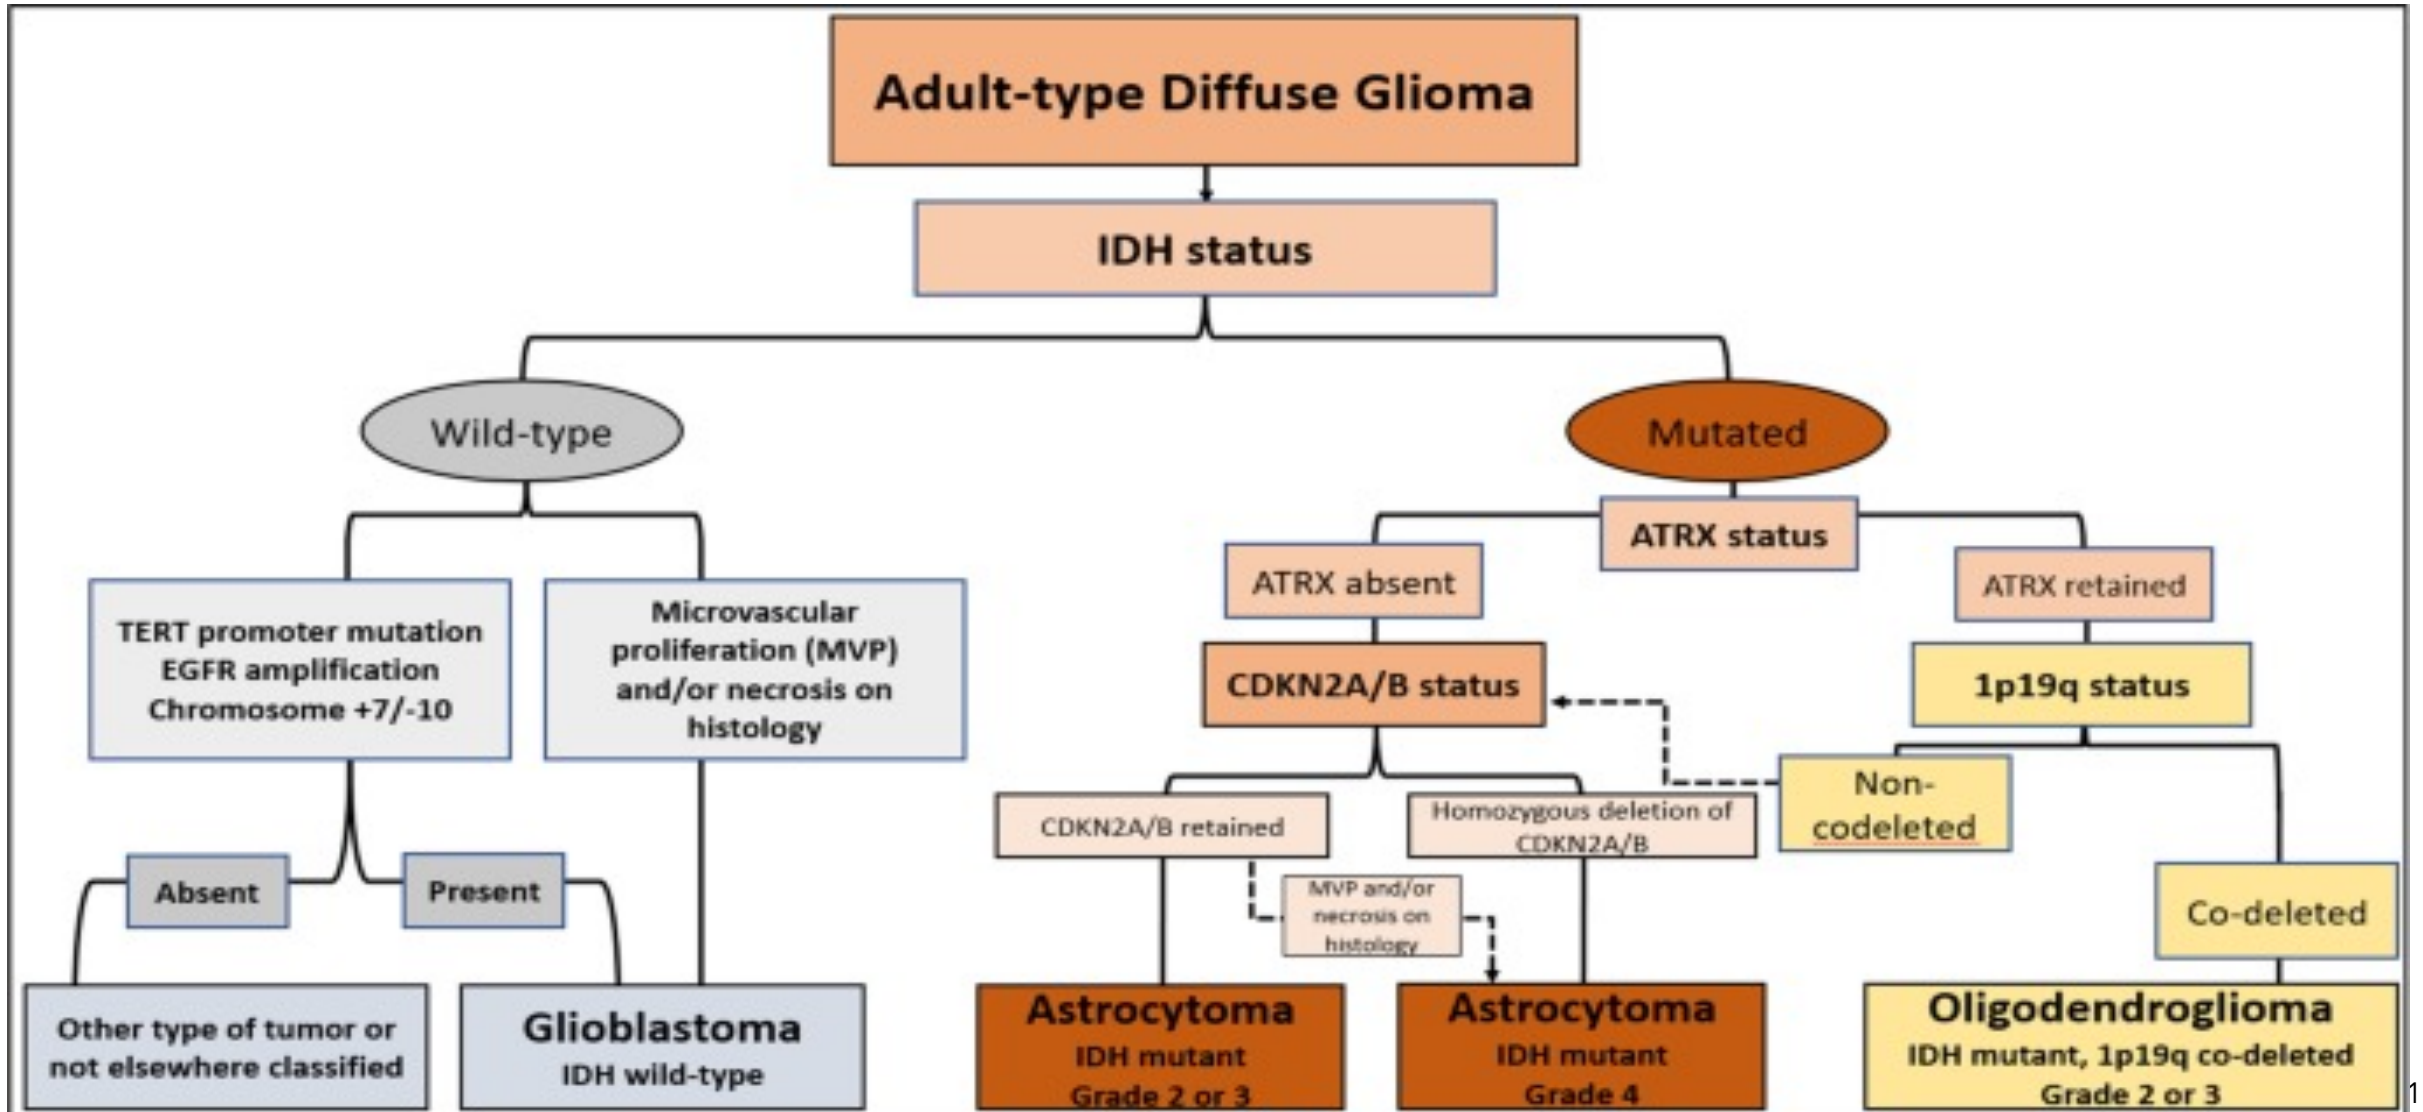 Adult-type Diffuse Glioma
IDH status
Wild-type
Mutated
ATRX status
ATRX absent
ATRX retained
TERT promoter mutation
EGFR amplification
Chromosome +7/-10
Microvascular
proliferation (MVP)
and/or necrosis on
histology
CDKN2A/B status
1p19q status
Non-
codeleted
CDKN2A/B retained
Homozygous deletion of
CDKN2A/B
Absent
Present
MVP and/or
necrosis on
histology
Co-deleted
Other type of tumor or
not elsewhere classified
Glioblastoma
IDH wild-type
Astrocytoma
IDH mutant
Grade 2 or 3
Astrocytoma
IDH mutant
Grade 4
Oligodendroglioma
IDH mutant, 1p19q co-deleted
Grade 2 or 3
1